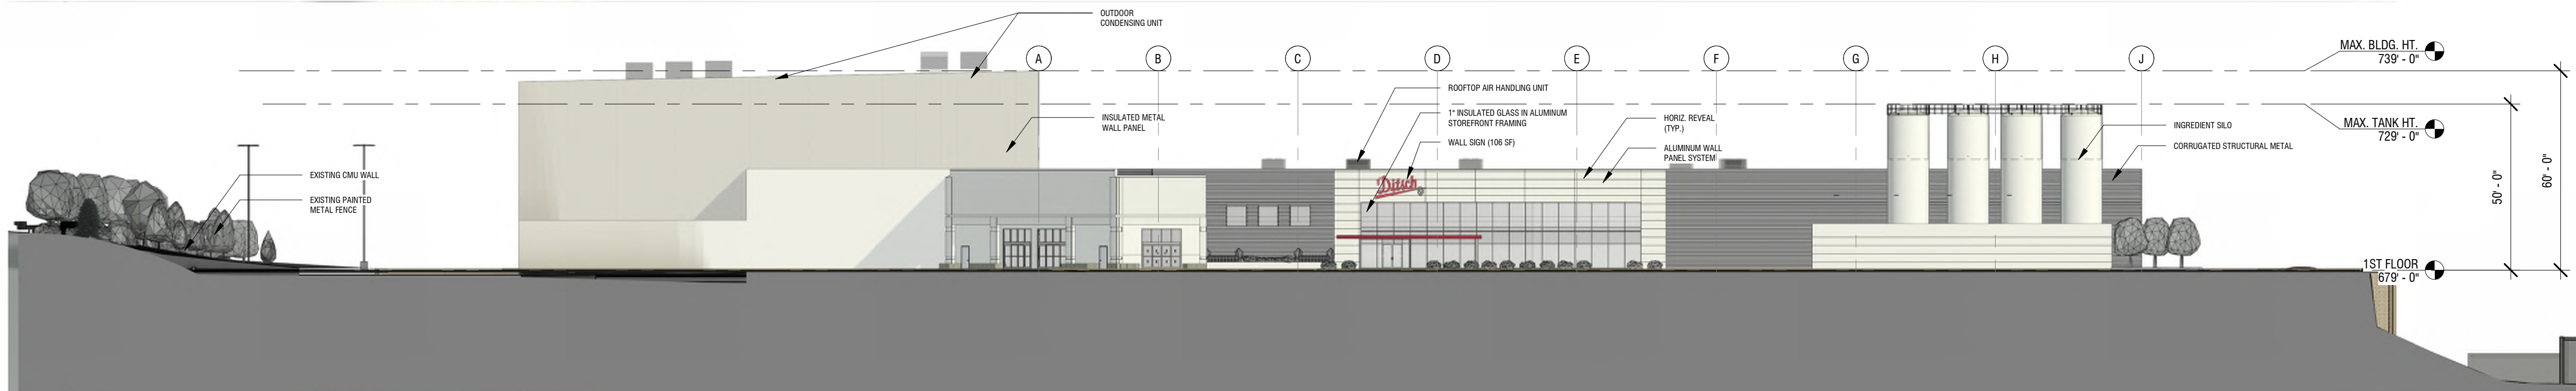 OUTDOOR
CONDENSING UNIT
A
B
C
D
E
F
G
H
J
MAX. BLDG. HT.
739' - 0"
ROOFTOP AIR HANDLING UNIT
1" INSULATED GLASS IN ALUMINUM
STOREFRONT FRAMING
WALL SIGN (106 SF)
INSULATED METAL
WALL PANEL
HORIZ. REVEAL
(TYP.)
ALUMINUM WALL
PANEL SYSTEM
INGREDIENT SILO
CORRUGATED STRUCTURAL METAL
MAX. TANK HT.
729' - 0"
EXISTING CMU WALL
EXISTING PAINTED
METAL FENCE
Ditsch
50' - 0"
60' - 0"
1ST FLOOR
679' - 0"